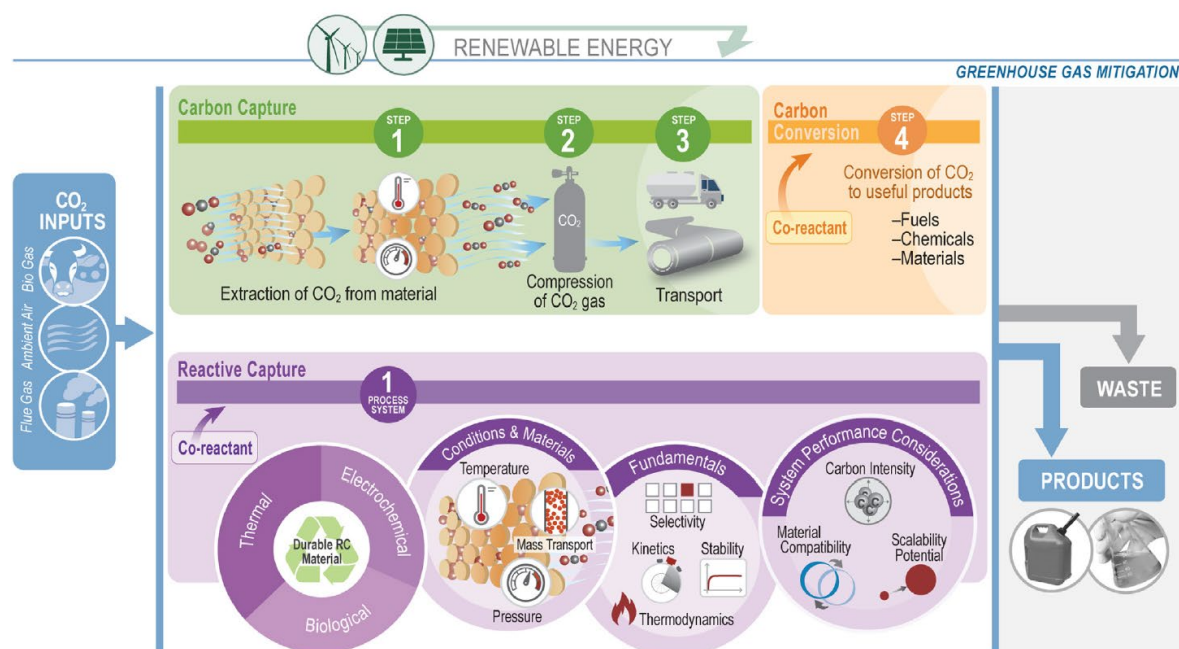 RENEWABLE ENERGY
GREENHOUSE GAS MITIGATION
CO₂
INPUTS
Bio Gas
Ambient Air
Flue Gas
Carbon Capture
STEP
1
STEP
2
STEP
3
CO₂
Extraction of CO₂ from material
Compression
of CO₂ gas
Transport
Carbon
Conversion
STEP
4
Co-reactant
Conversion of CO₂
to useful products
–Fuels
–Chemicals
–Materials
Reactive Capture
1
PROCESS
SYSTEM
Co-reactant
Thermal
Electrochemical
Biological
Durable RC
Material
Conditions & Materials
Temperature
Mass Transport
Pressure
Fundamentals
Selectivity
Kinetics
Stability
Thermodynamics
System Performance Considerations
Carbon Intensity
Material
Compatibility
Scalability
Potential
WASTE
PRODUCTS